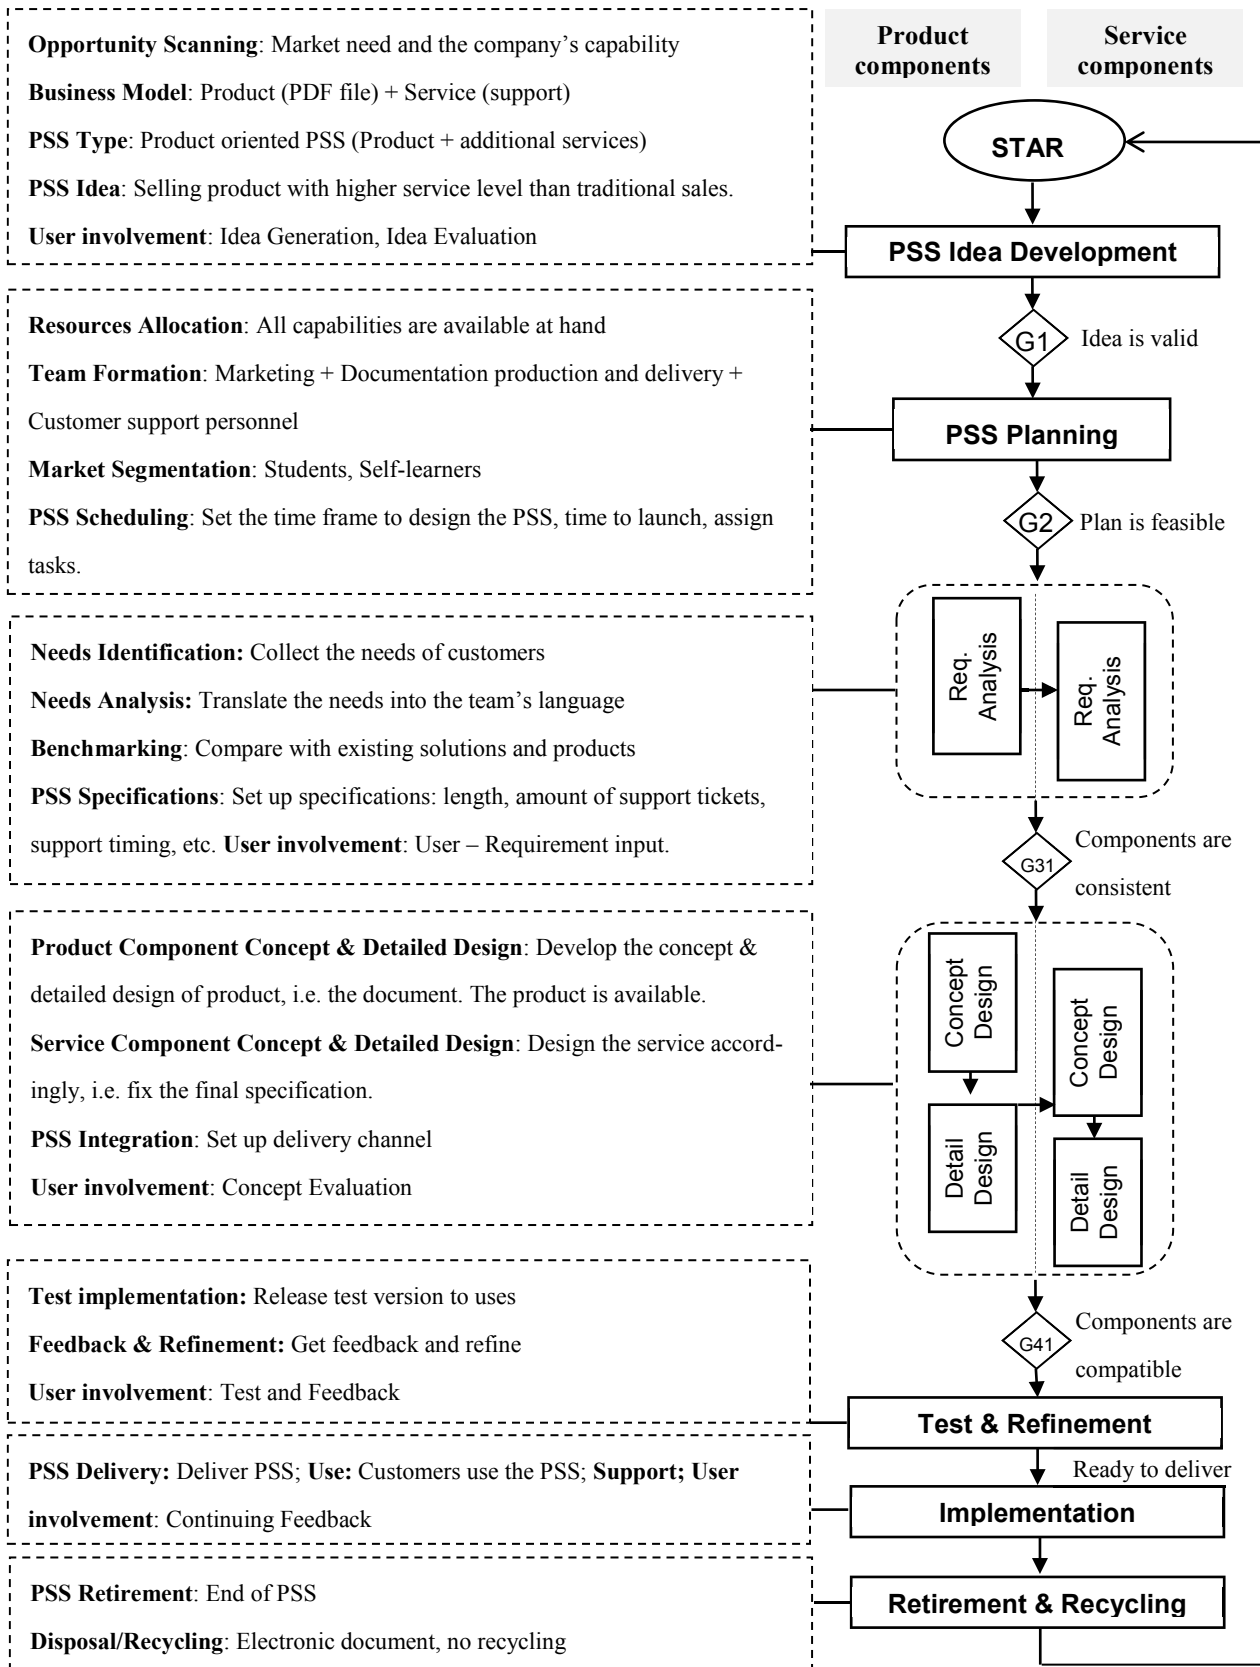 Opportunity Scanning: Market need and the company's capability
Business Model: Product (PDF file) + Service (support)
PSS Type: Product oriented PSS (Product + additional services)
PSS Idea: Selling product with higher service level than traditional sales.
User involvement: Idea Generation, Idea Evaluation
Product
components
Service
components
STAR
PSS Idea Development
G1
Idea is valid
Resources Allocation: All capabilities are available at hand
Team Formation: Marketing + Documentation production and delivery +
Customer support personnel
Market Segmentation: Students, Self-learners
PSS Scheduling: Set the time frame to design the PSS, time to launch, assign
tasks.
PSS Planning
G2
Plan is feasible
Needs Identification: Collect the needs of customers
Needs Analysis: Translate the needs into the team's language
Benchmarking: Compare with existing solutions and products
PSS Specifications: Set up specifications: length, amount of support tickets,
support timing, etc. User involvement: User – Requirement input.
Req.
Analysis
Req.
Analysis
G31
Components are
consistent
Product Component Concept & Detailed Design: Develop the concept &
detailed design of product, i.e. the document. The product is available.
Service Component Concept & Detailed Design: Design the service accord-
ingly, i.e. fix the final specification.
PSS Integration: Set up delivery channel
User involvement: Concept Evaluation
Concept
Design
Detail
Design
Concept
Design
Detail
Design
G41
Components are
compatible
Test implementation: Release test version to uses
Feedback & Refinement: Get feedback and refine
User involvement: Test and Feedback
Test & Refinement
Ready to deliver
PSS Delivery: Deliver PSS; Use: Customers use the PSS; Support; User
involvement: Continuing Feedback
Implementation
PSS Retirement: End of PSS
Disposal/Recycling: Electronic document, no recycling
Retirement & Recycling